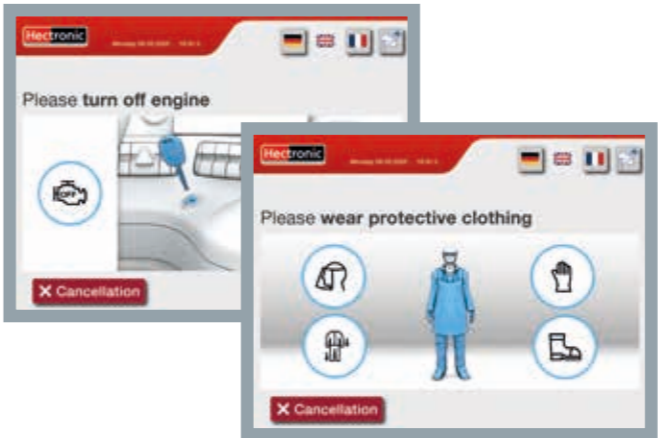 Hectronic
Please turn off engine
OFF
X Cancellation
Hectronic
Please wear protective clothing
X Cancellation